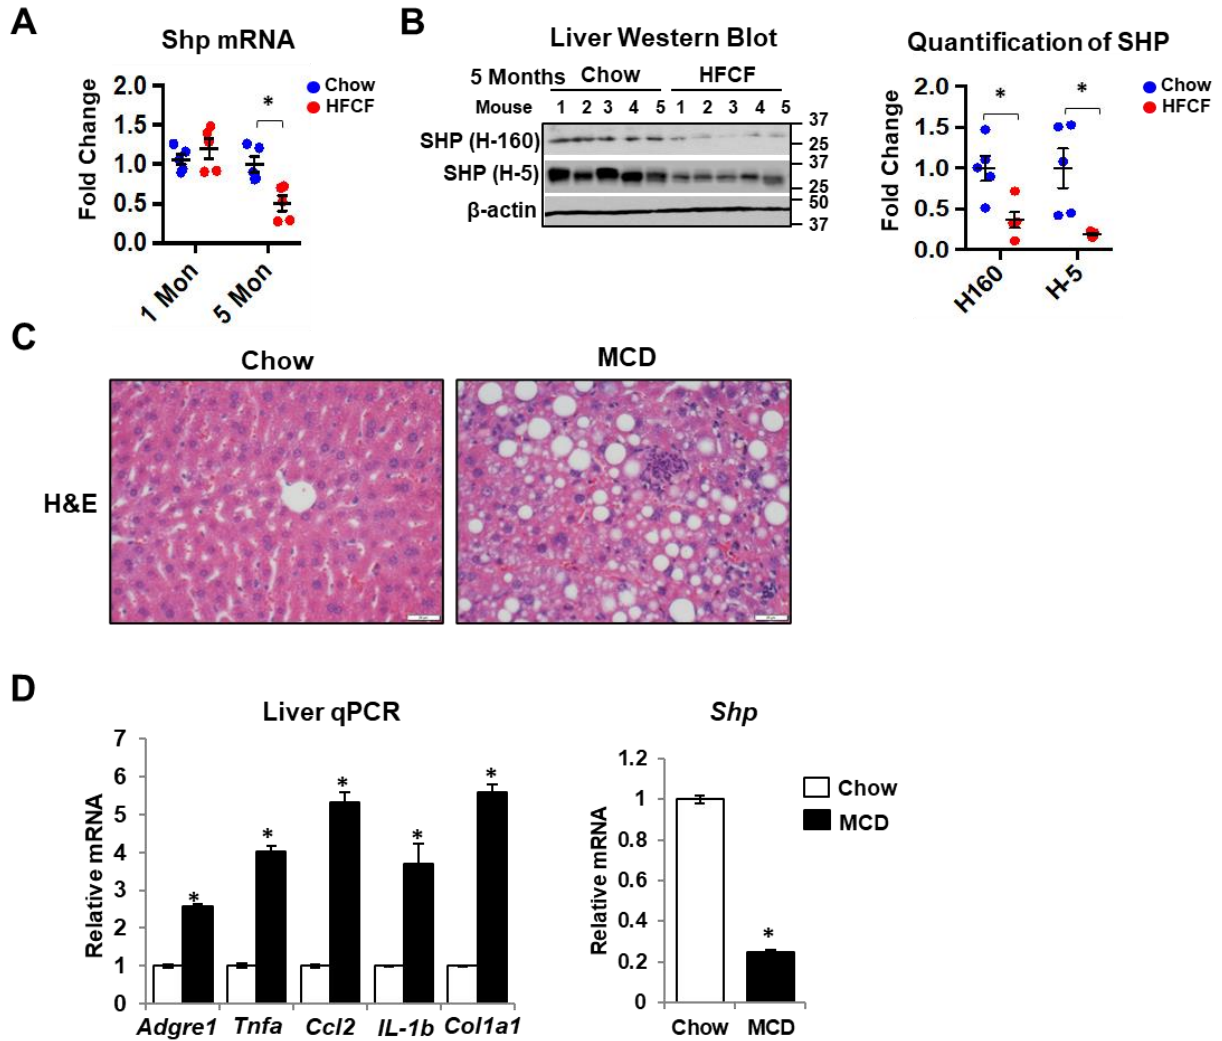 A
Shp mRNA
Fold Change
2.0
1.5
1.0
0.5
0.0
*
Chow
HFCF
1 Mon
5 Mon
B
Liver Western Blot
5 Months Chow HFCF
Mouse 1 2 3 4 5 1 2 3 4 5
SHP (H-160)
SHP (H-5)
β-actin
37
25
37
25
50
37
Quantification of SHP
Fold Change
2.0
1.5
1.0
0.5
0.0
*
*
Chow
HFCF
H160
H-5
C
Chow
MCD
H&E
D
Liver qPCR
Relative mRNA
7
6
5
4
3
2
1
0
*
*
*
*
*
Adgre1 Tnfa Ccl2 IL-1b Col1a1
Shp
Relative mRNA
1.2
1
0.8
0.6
0.4
0.2
0
*
Chow MCD
Chow
MCD